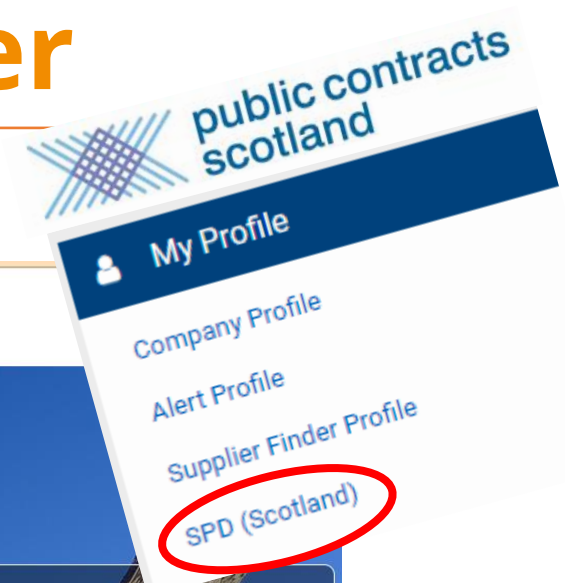 er
public contracts
scotland
My Profile
Company Profile
Alert Profile
Supplier Finder Profile
SPD (Scotland)